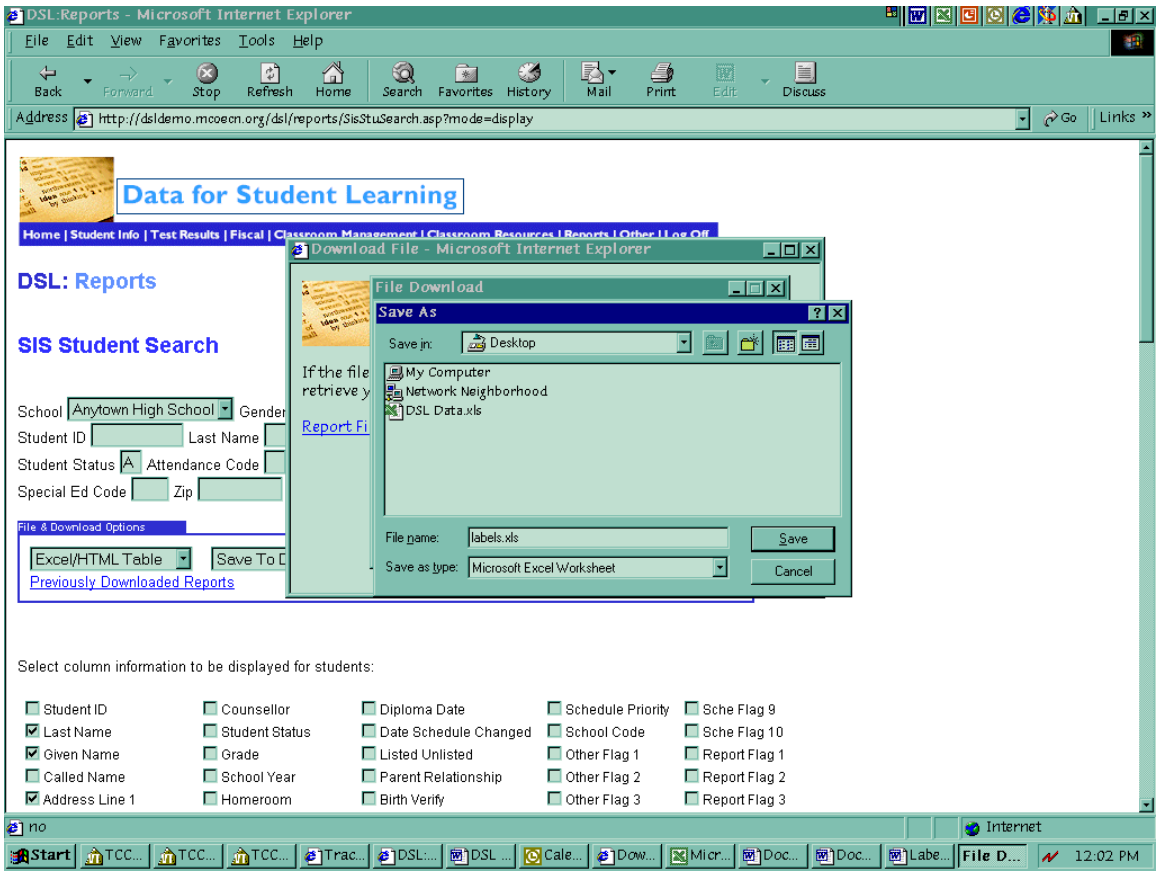 DSL:Reports - Microsoft Internet Explorer
File Edit View Favorites Tools Help
Back Forward Stop Refresh Home Search Favorites History Mail Print Edit Discuss
Address http://dsldemo.mcoecn.org/dsl/reports/SisStuSearch.asp?mode=display Go Links »
Data for Student Learning
Home | Student Info | Test Results | Fiscal | Classroom Management | Classroom Resources | Reports | Other | Log Off
Download File - Microsoft Internet Explorer
DSL: Reports
File Download
Save As
SIS Student Search
Save in: Desktop
If the file
retrieve y
Report Fi
My Computer
Network Neighborhood
DSL Data.xls
School Anytown High School Gender
Student ID Last Name
Student Status A Attendance Code
Special Ed Code Zip
File & Download Options
Excel/HTML Table Save To D
Previously Downloaded Reports
File name: labels.xls Save
Save as type: Microsoft Excel Worksheet Cancel
Select column information to be displayed for students:
Student ID Counsellor Diploma Date Schedule Priority Sche Flag 9
Last Name Student Status Date Schedule Changed School Code Sche Flag 10
Given Name Grade Listed Unlisted Other Flag 1 Report Flag 1
Called Name School Year Parent Relationship Other Flag 2 Report Flag 2
Address Line 1 Homeroom Birth Verify Other Flag 3 Report Flag 3
no Internet
Start TCC... TCC... TCC... Trac... DSL:... DSL ... Cale... Dow... Micr... Doc... Doc... Labe... File D... 12:02 PM